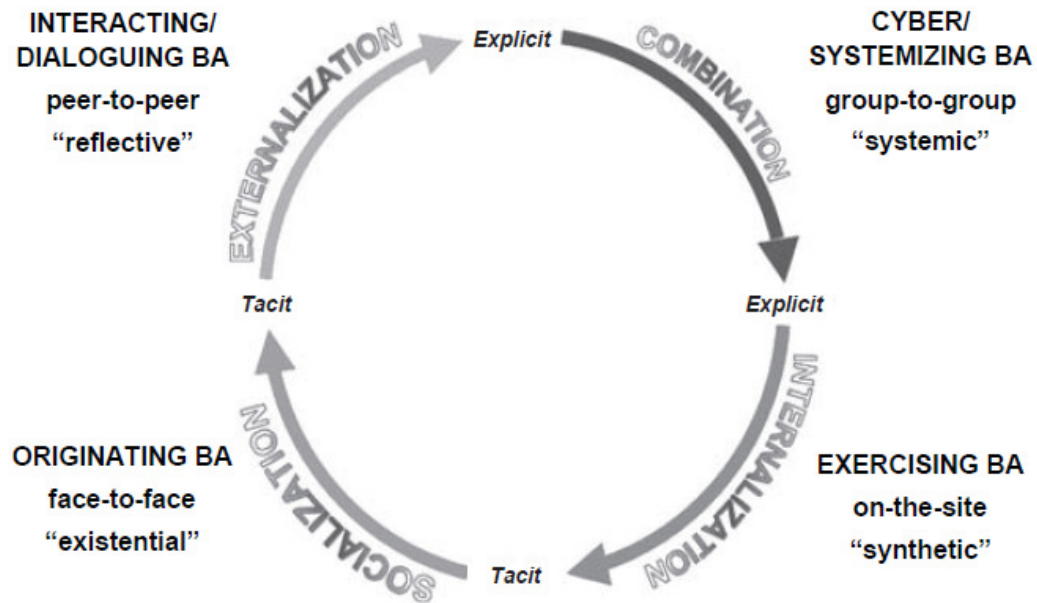 INTERACTING/
DIALOGUING BA
peer-to-peer
“reflective”
EXTERNALIZATION
Explicit
COMBINATION
CYBER/
SYSTEMIZING BA
group-to-group
“systemic”
Tacit
Explicit
ORIGINATING BA
face-to-face
“existential”
SOCIALIZATION
Tacit
INTERNALIZATION
EXERCISING BA
on-the-site
“synthetic”